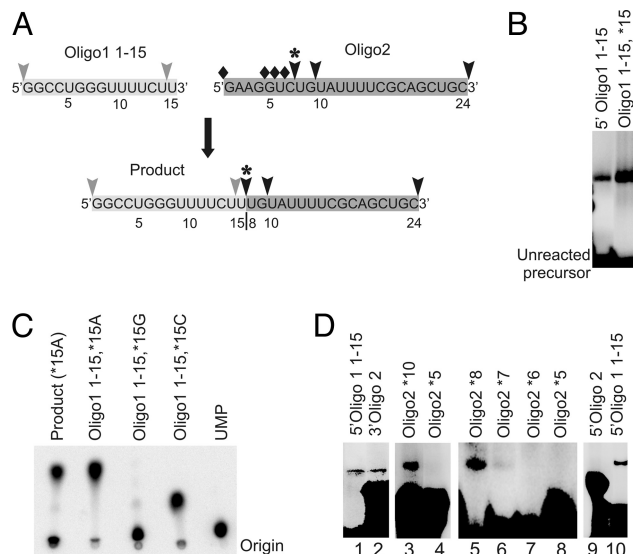 A
Oligo1 1-15
Oligo2
*
5'GGCCUGGGUUUUCUU3'
5'GAAGGUCUGUAUUUUCGCAGCUGC3'
5 10 15
5 10 24
Product
*
5'GGCCUGGGUUUUCUUUGUAUUUUCGCAGCUGC3'
5 10 15|8 10 24
B
5' Oligo1 1-15
Oligo1 1-15, *15
Unreacted
precursor
C
Product (*15A)
Oligo1 1-15,*15A
Oligo1 1-15,*15G
Oligo1 1-15,*15C
UMP
Origin
D
5'Oligo 1 1-15
3'Oligo 2
Oligo2 *10
Oligo2 *5
Oligo2 *8
Oligo2 *7
Oligo2 *6
Oligo2 *5
5'Oligo 2
5'Oligo 1 1-15
1 2 3 4 5 6 7 8 9 10